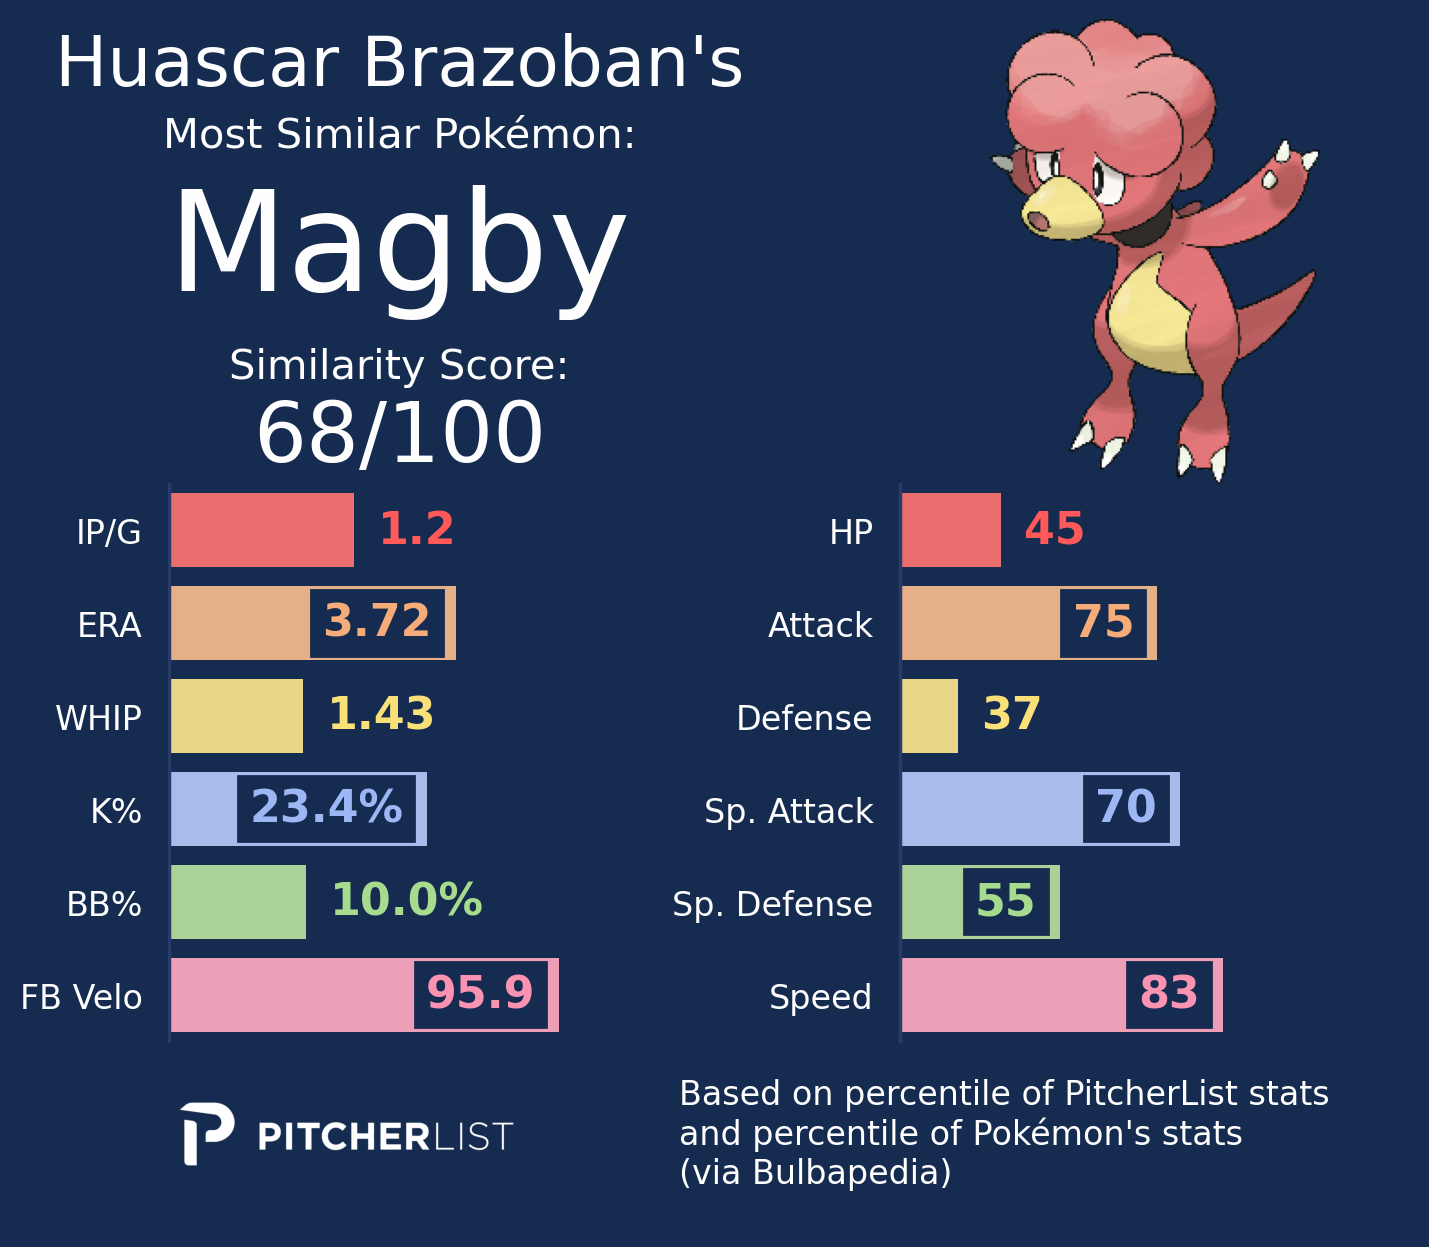 Huascar Brazoban's
Most Similar Pokémon:
Magby
Similarity Score:
68/100
IP/G 1.2
ERA 3.72
WHIP 1.43
K% 23.4%
BB% 10.0%
FB Velo 95.9
HP 45
Attack 75
Defense 37
Sp. Attack 70
Sp. Defense 55
Speed 83
PITCHERLIST
Based on percentile of PitcherList stats
and percentile of Pokémon's stats
(via Bulbapedia)